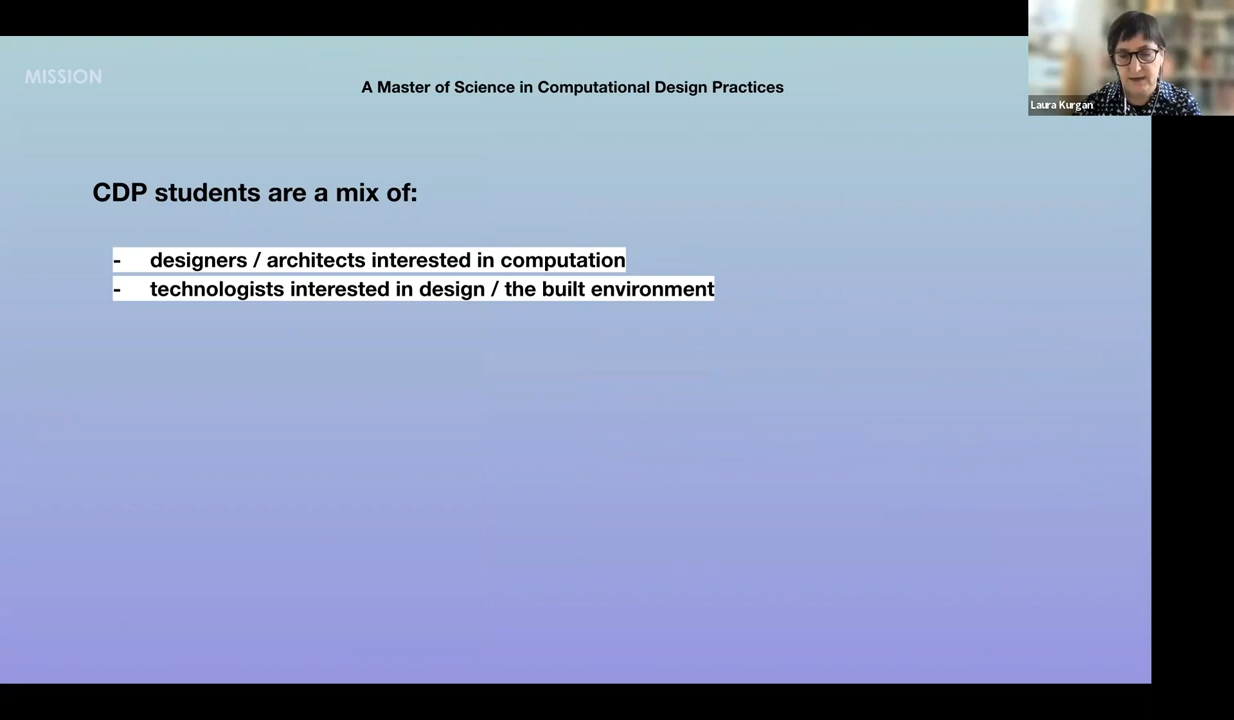 MISSION
A Master of Science in Computational Design Practices
Laura Kurgan
CDP students are a mix of:
- designers / architects interested in computation
- technologists interested in design / the built environment